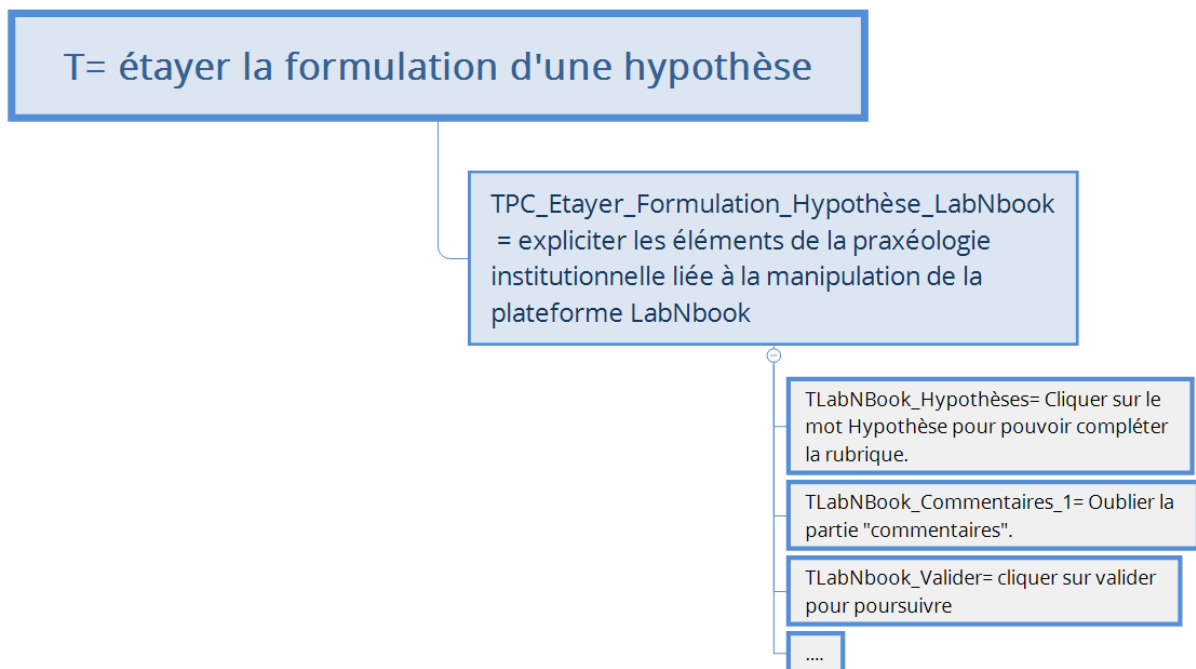 T= étayer la formulation d'une hypothèse
TPC_Etayer_Formulation_Hypothèse_LabNbook
= expliciter les éléments de la praxéologie
institutionnelle liée à la manipulation de la
plateforme LabNbook
TLabNBook_Hypothèses= Cliquer sur le
mot Hypothèse pour pouvoir compléter
la rubrique.
TLabNBook_Commentaires_1= Oublier la
partie "commentaires".
TLabNbook_Valider= cliquer sur valider
pour poursuivre
....